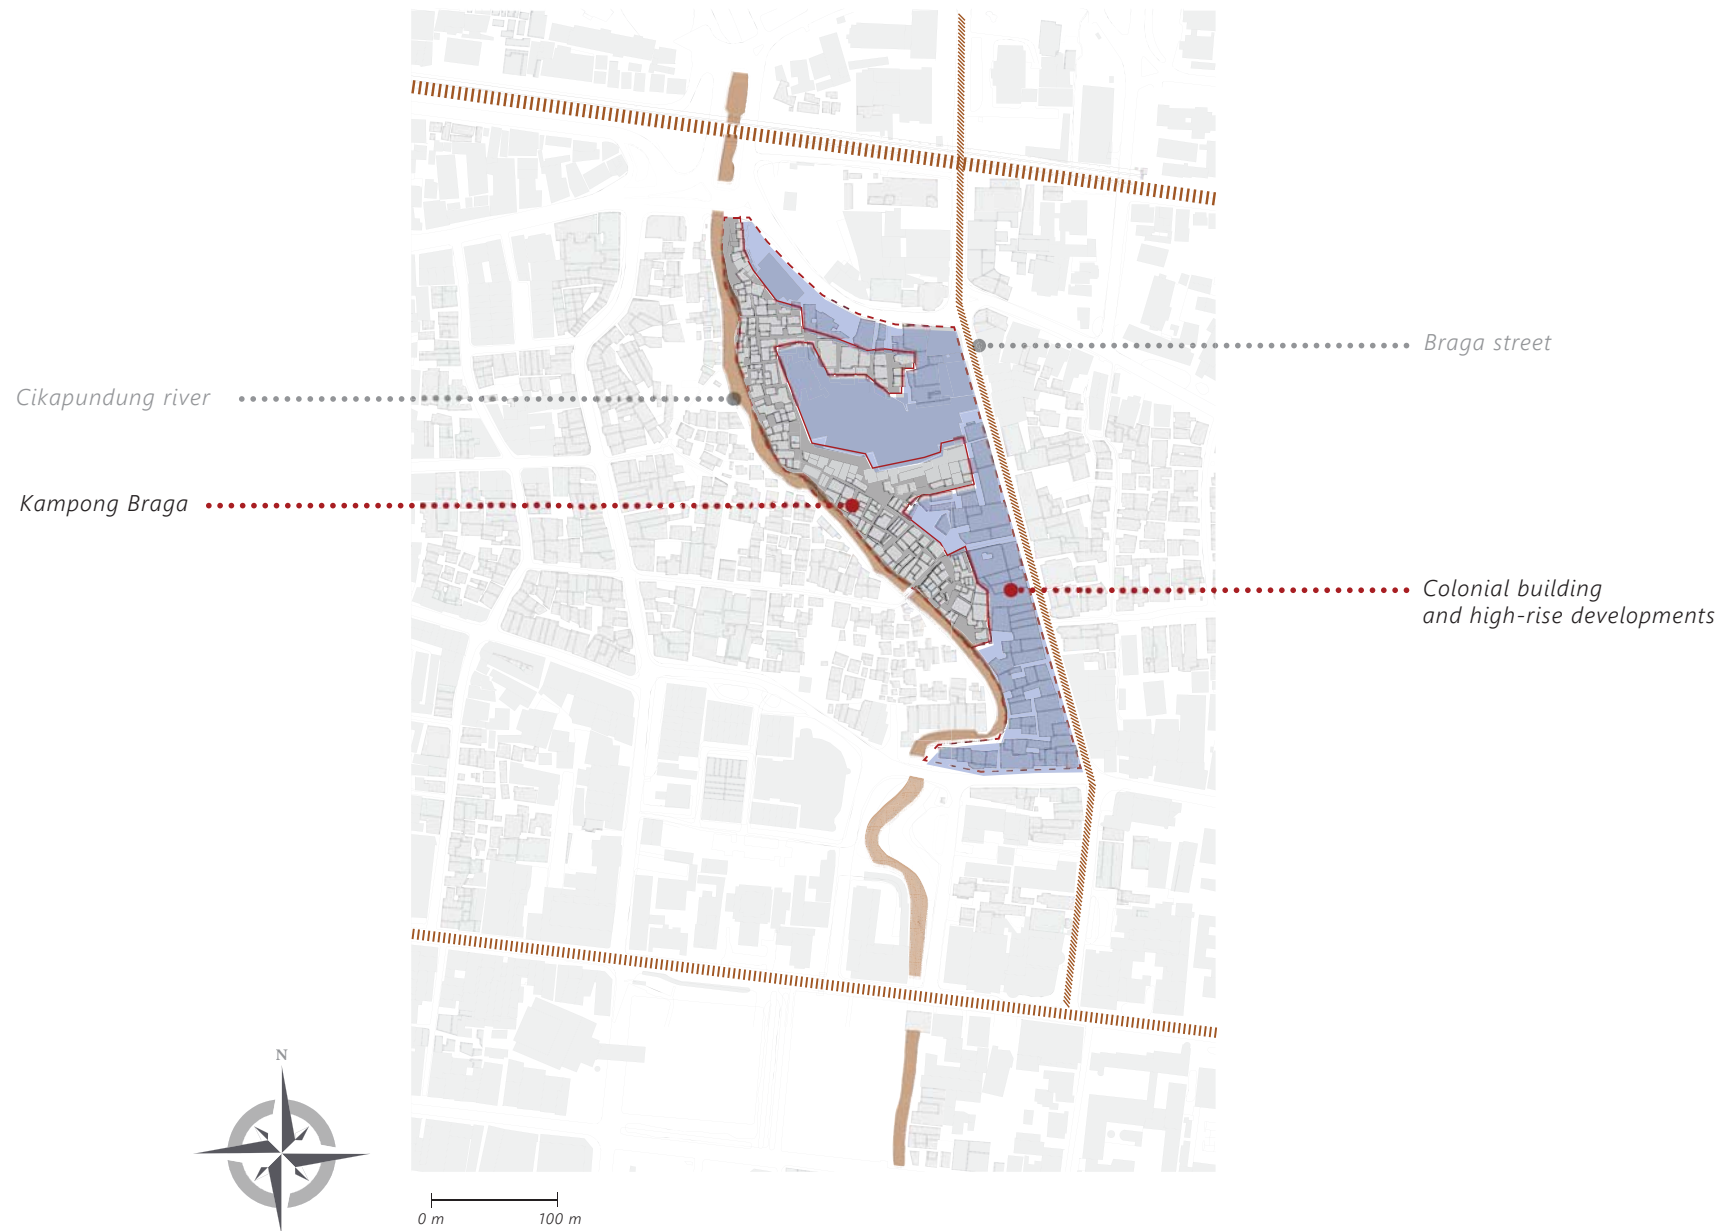 Braga street
Cikapundung river
Kampong Braga
Colonial building
and high-rise developments
N
0 m
100 m